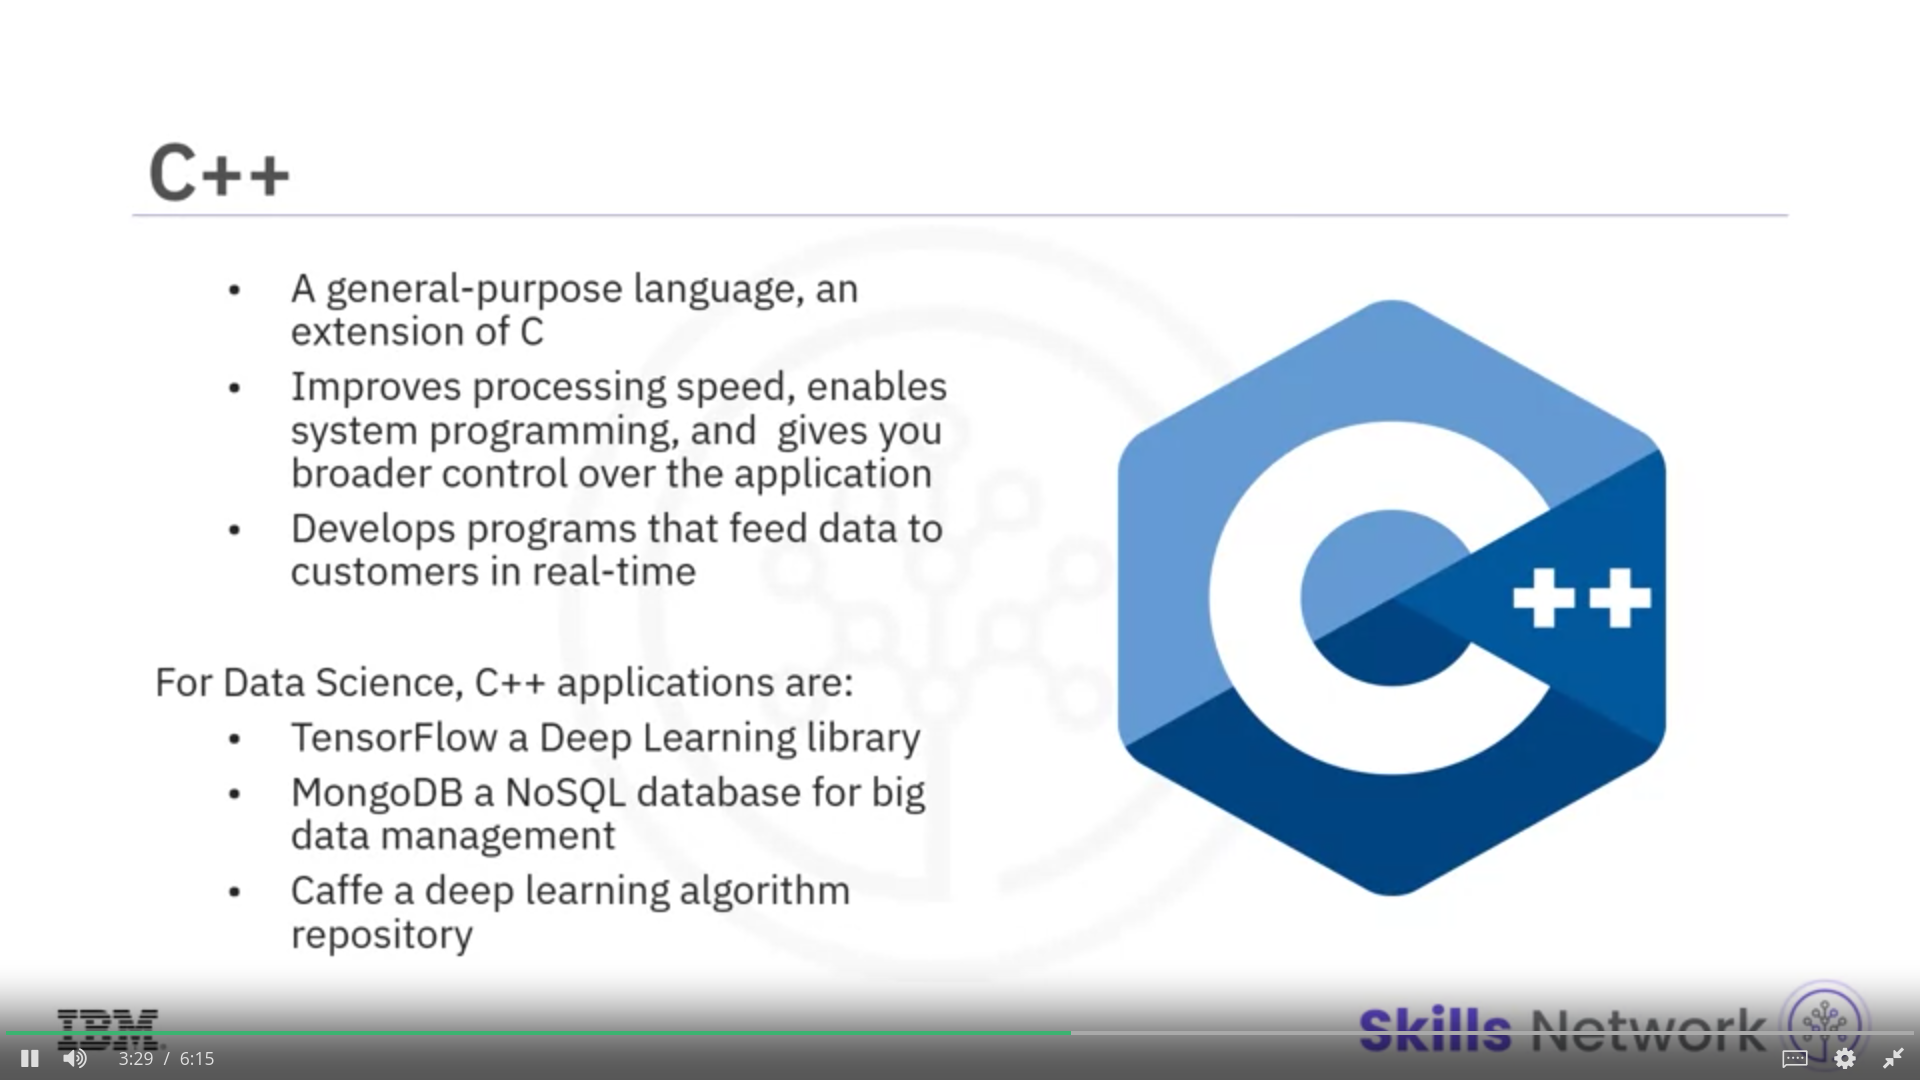 C++
• A general-purpose language, an
extension of C
• Improves processing speed, enables
system programming, and  gives you
broader control over the application
• Develops programs that feed data to
customers in real-time
For Data Science, C++ applications are:
• TensorFlow a Deep Learning library
• MongoDB a NoSQL database for big
data management
• Caffe a deep learning algorithm
repository
C ++
IBM.
Skills Network
3:29 / 6:15